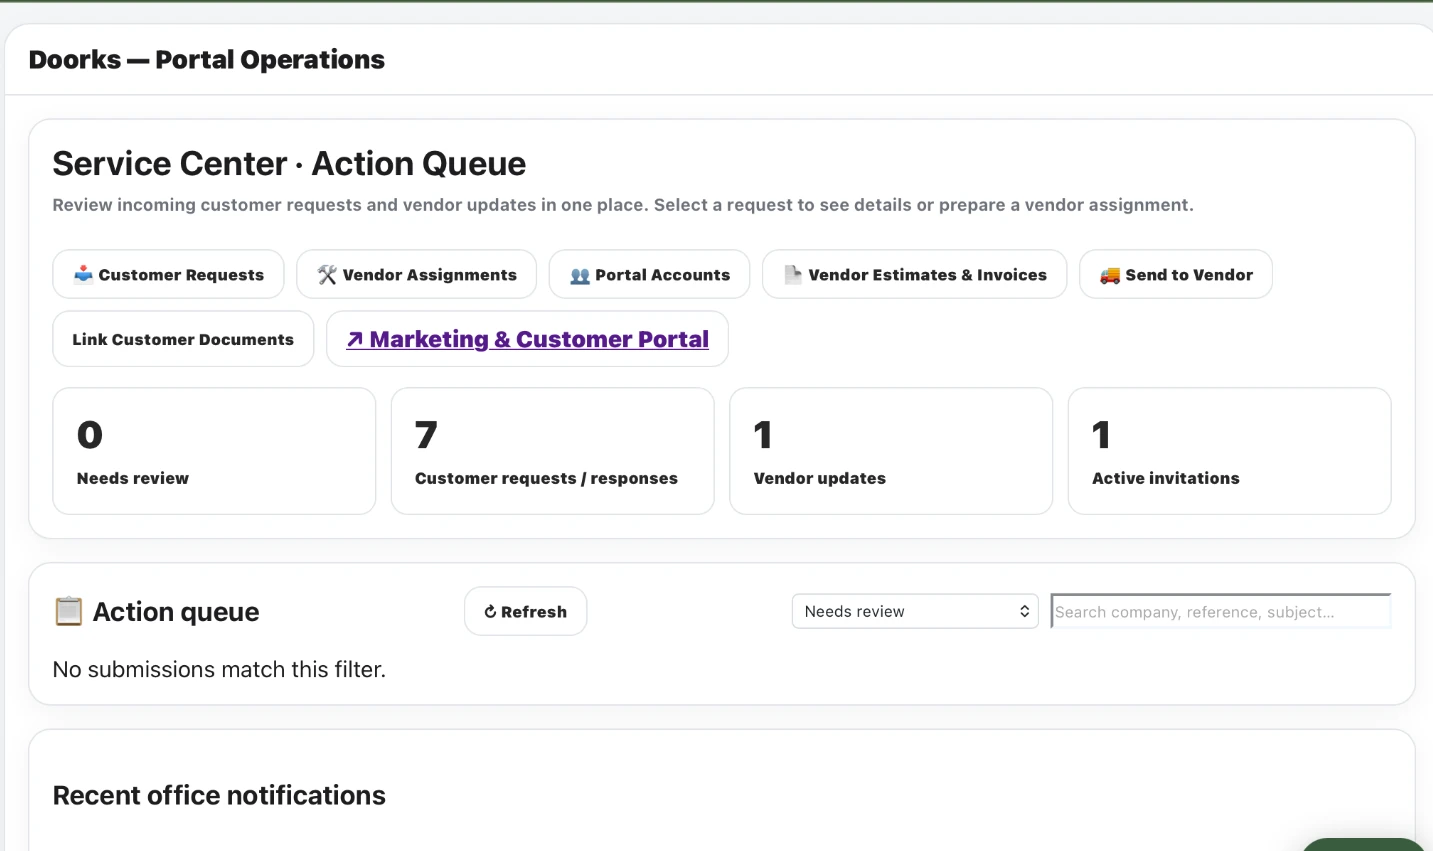 Doorks — Portal Operations
Service Center · Action Queue
Review incoming customer requests and vendor updates in one place. Select a request to see details or prepare a vendor assignment.
📥 Customer Requests
🛠 Vendor Assignments
👥 Portal Accounts
📄 Vendor Estimates & Invoices
🚚 Send to Vendor
Link Customer Documents
↗ Marketing & Customer Portal
0
Needs review
7
Customer requests / responses
1
Vendor updates
1
Active invitations
📋 Action queue
↻ Refresh
Needs review
Search company, reference, subject...
No submissions match this filter.
Recent office notifications